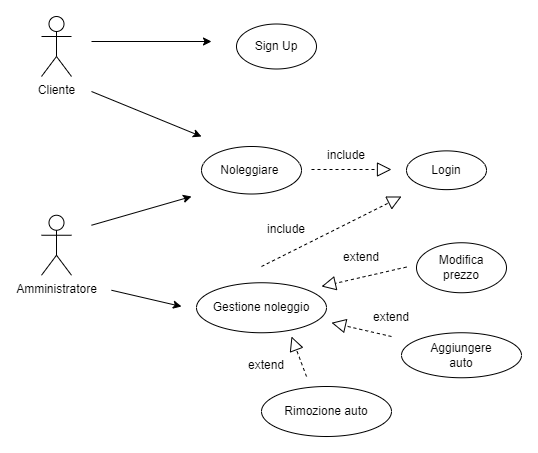 Sign Up
Cliente
include
Noleggiare
Login
include
extend
Modifica
prezzo
Amministratore
Gestione noleggio
extend
Aggiungere
auto
extend
Rimozione auto